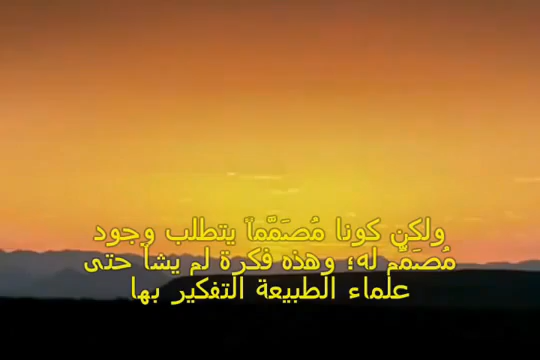 ولكن كونا مُصَمَّماً يتطلب وجود
مُصَمِّم له؛ وهذه فكرة لم يشأ حتى
علماء الطبيعة التفكير بها